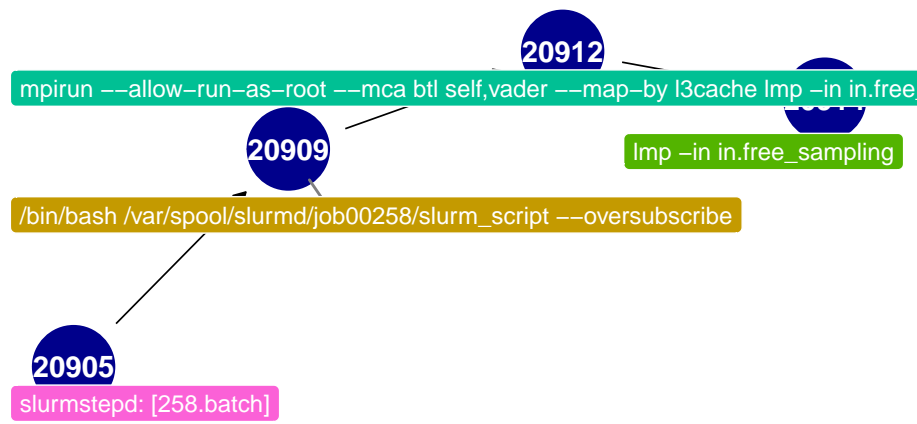 20912
mpirun −−allow−run−as−root −−mca btl self,vader −−map−by l3cache lmp −in in.free_
20909
lmp −in in.free_sampling
/bin/bash /var/spool/slurmd/job00258/slurm_script −−oversubscribe
20905
slurmstepd: [258.batch]